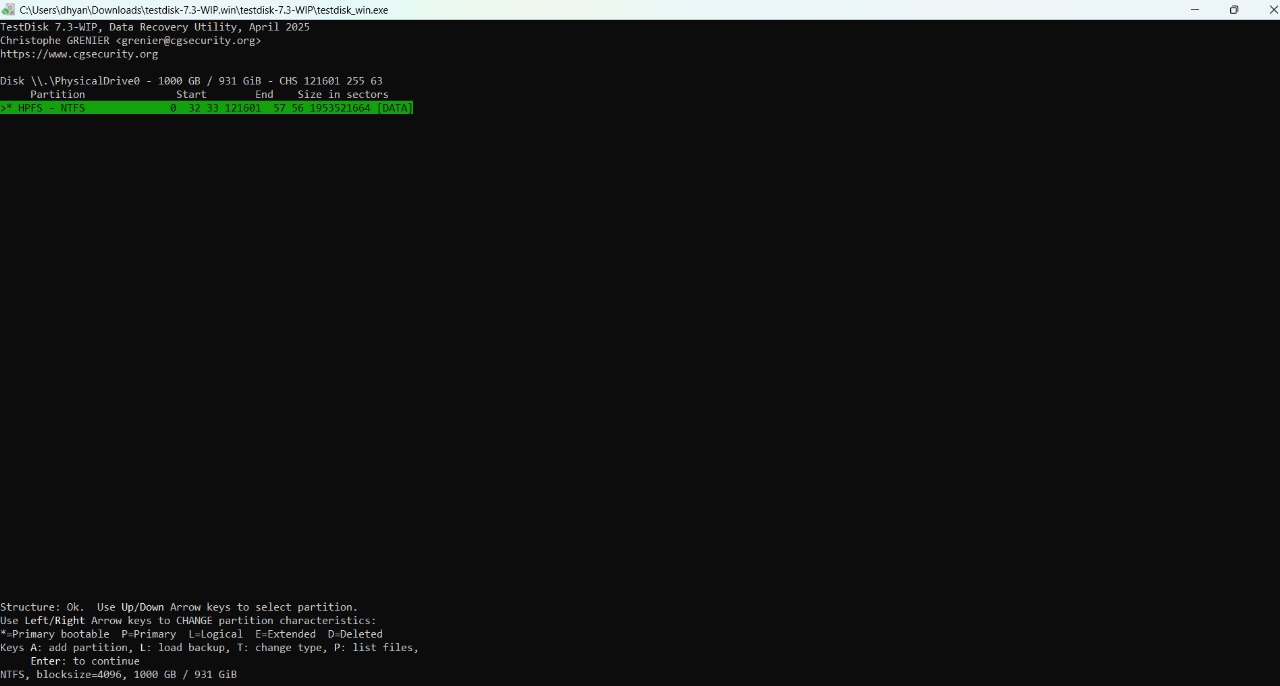 C:\Users\dhyan\Downloads\testdisk-7.3-WIP.win\testdisk-7.3-WIP\testdisk_win.exe
TestDisk 7.3-WIP, Data Recovery Utility, April 2025
Christophe GRENIER <grenier@cgsecurity.org>
https://www.cgsecurity.org
Disk \\.\PhysicalDrive0 - 1000 GB / 931 GiB - CHS 121601 255 63
     Partition               Start        End    Size in sectors
>* HPFS - NTFS              0  32 33 121601  57 56 1953521664 [DATA]
Structure: Ok.  Use Up/Down Arrow keys to select partition.
Use Left/Right Arrow keys to CHANGE partition characteristics:
*=Primary bootable  P=Primary  L=Logical  E=Extended  D=Deleted
Keys A: add partition, L: load backup, T: change type, P: list files,
     Enter: to continue
NTFS, blocksize=4096, 1000 GB / 931 GiB